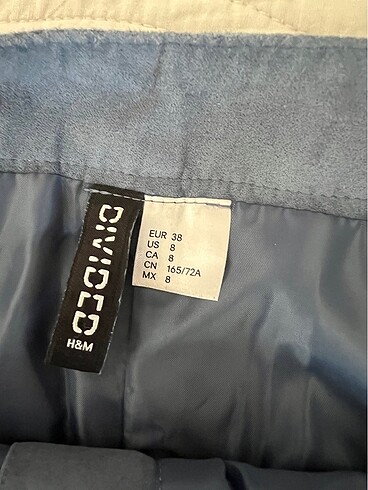 DIVIDED
H&M
EUR 38
US 8
CA 8
CN 165/72A
MX 8